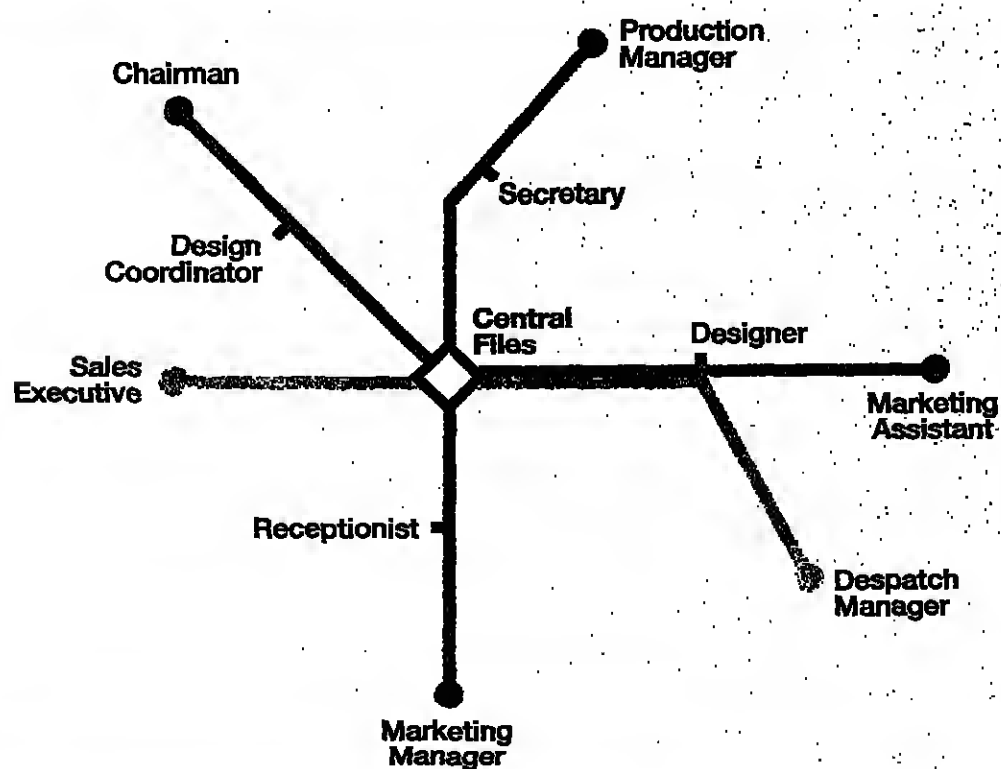 Production
Manager
Chairman
Secretary
Design
Coordinator
Central
Files
Designer
Sales
Executive
Marketing
Assistant
Receptionist
Despatch
Manager
Marketing
Manager